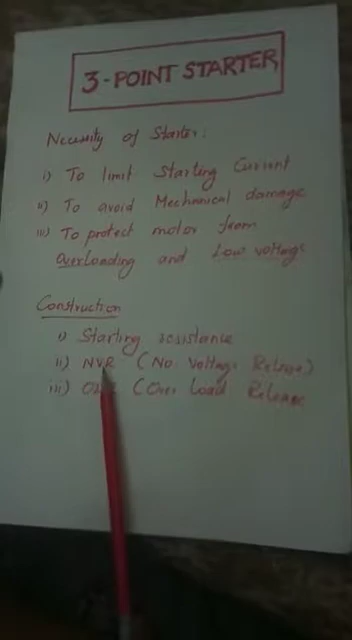 3-POINT STARTER
Necessity of Starter:
i) To limit Starting Current
ii) To avoid Mechanical damage
iii) To protect motor from
Overloading and Low voltage
Construction
i) Starting resistance
ii) NVR (No Voltage Release)
iii) (Over Load Release